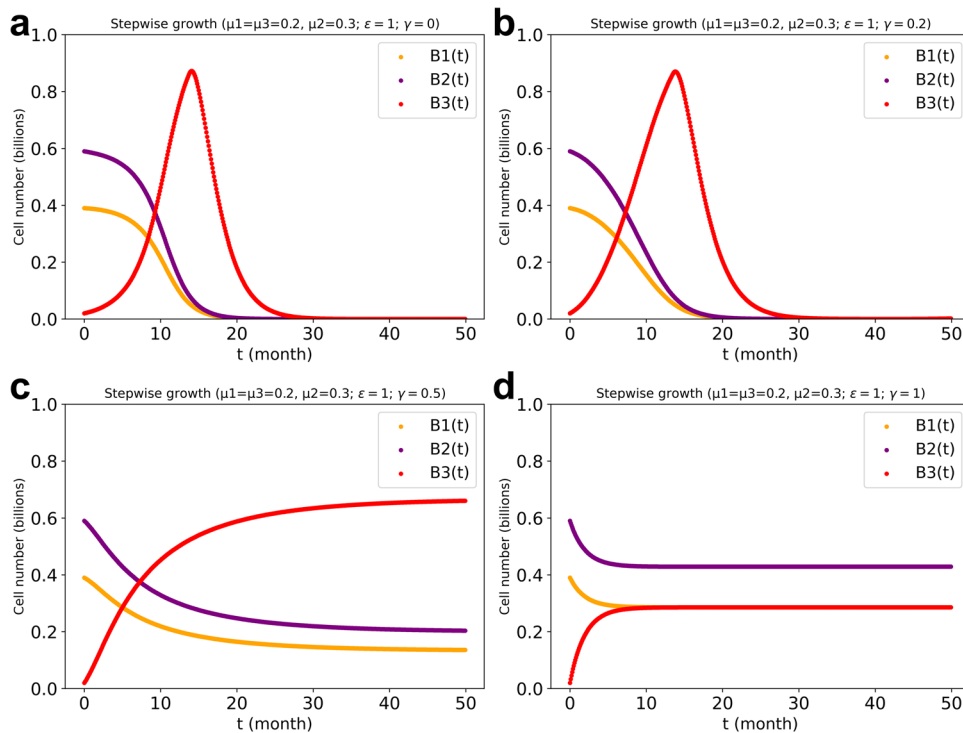 a
Stepwise growth (μ1=μ3=0.2, μ2=0.3; ε = 1; γ = 0)
1.0
0.8
0.6
0.4
0.2
0.0
Cell number (billions)
B1(t)
B2(t)
B3(t)
0 10 20 30 40 50
t (month)
b
Stepwise growth (μ1=μ3=0.2, μ2=0.3; ε = 1; γ = 0.2)
1.0
0.8
0.6
0.4
0.2
0.0
Cell number (billions)
B1(t)
B2(t)
B3(t)
0 10 20 30 40 50
t (month)
c
Stepwise growth (μ1=μ3=0.2, μ2=0.3; ε = 1; γ = 0.5)
1.0
0.8
0.6
0.4
0.2
0.0
Cell number (billions)
B1(t)
B2(t)
B3(t)
0 10 20 30 40 50
t (month)
d
Stepwise growth (μ1=μ3=0.2, μ2=0.3; ε = 1; γ = 1)
1.0
0.8
0.6
0.4
0.2
0.0
Cell number (billions)
B1(t)
B2(t)
B3(t)
0 10 20 30 40 50
t (month)